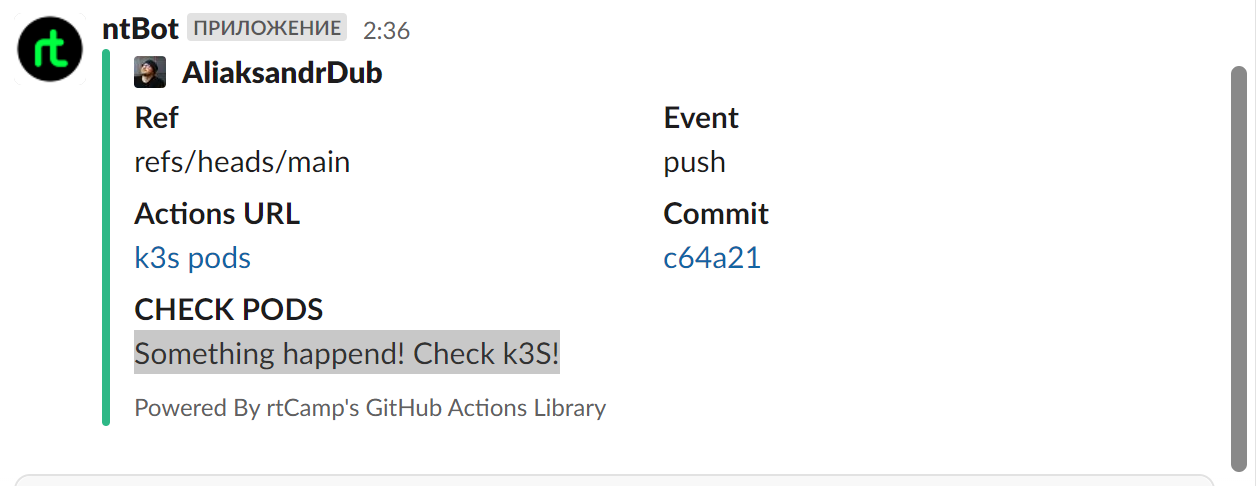 ntBot ПРИЛОЖЕНИЕ 2:36
AliaksandrDub
Ref Event
refs/heads/main push
Actions URL Commit
k3s pods c64a21
CHECK PODS
Something happend! Check k3S!
Powered By rtCamp's GitHub Actions Library
rt